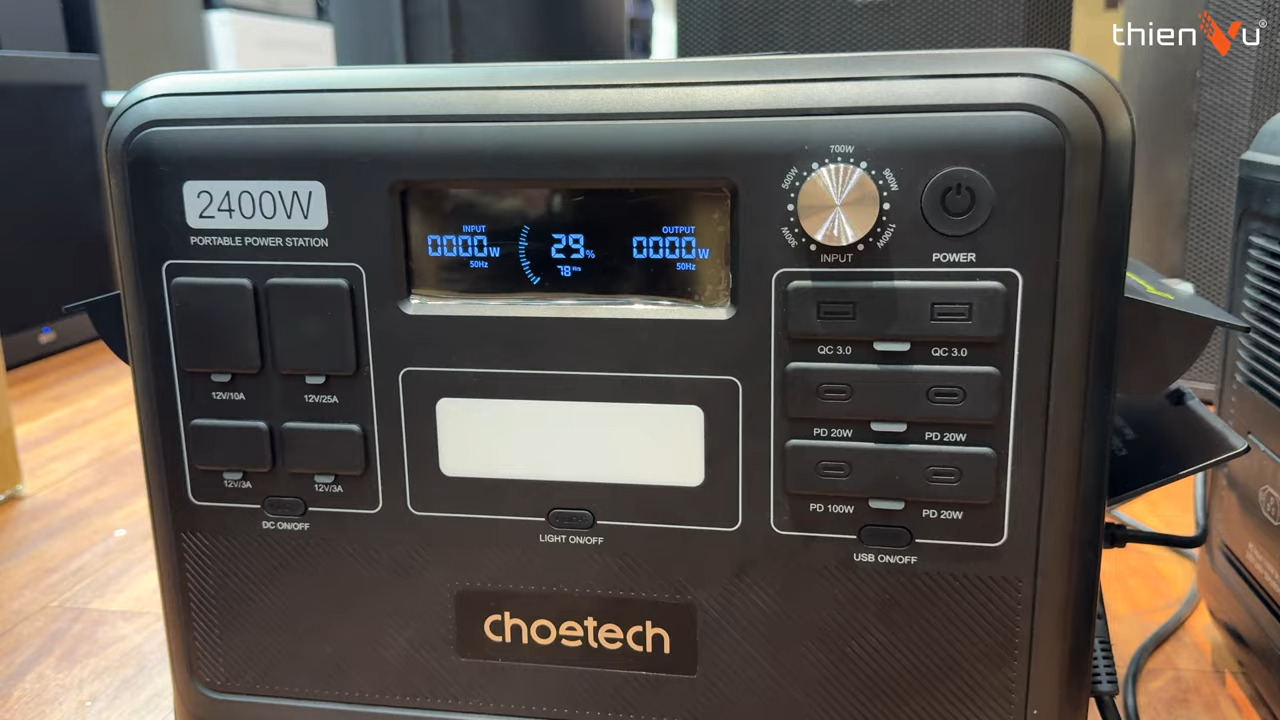 thienVu®
2400W
PORTABLE POWER STATION
INPUT
0000W
50Hz
29%
78Hrs
OUTPUT
0000W
50Hz
300W
500W
700W
900W
1100W
INPUT
POWER
12V/10A
12V/25A
12V/3A
12V/3A
DC ON/OFF
LIGHT ON/OFF
QC 3.0
QC 3.0
PD 20W
PD 20W
PD 100W
PD 20W
USB ON/OFF
choetech